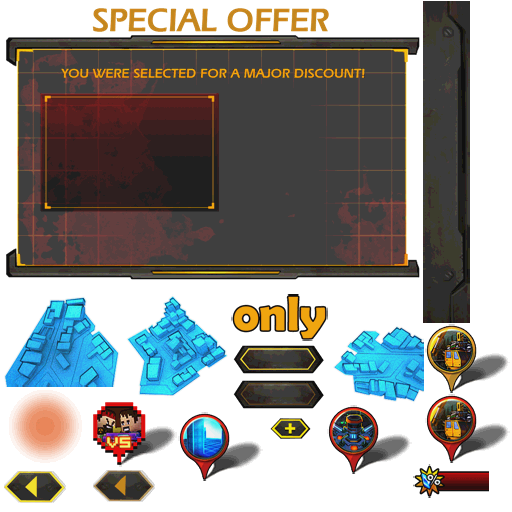 SPECIAL OFFER
YOU WERE SELECTED FOR A MAJOR DISCOUNT!
only
VS
%